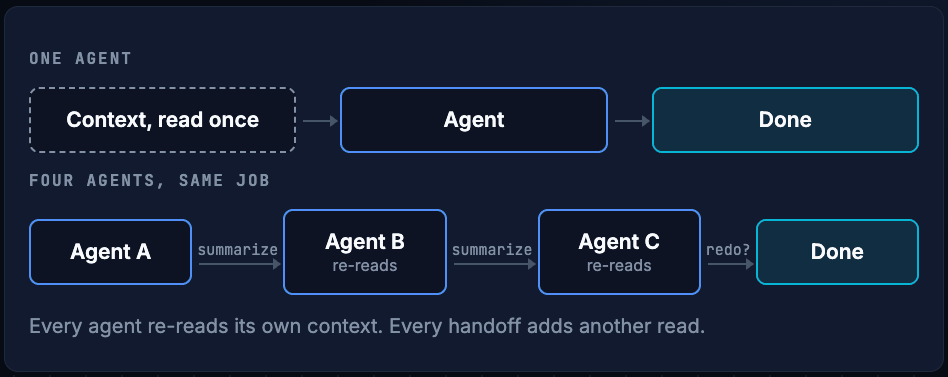 ONE AGENT
Context, read once
Agent
Done
FOUR AGENTS, SAME JOB
Agent A
summarize
Agent B
re-reads
summarize
Agent C
re-reads
redo?
Done
Every agent re-reads its own context. Every handoff adds another read.